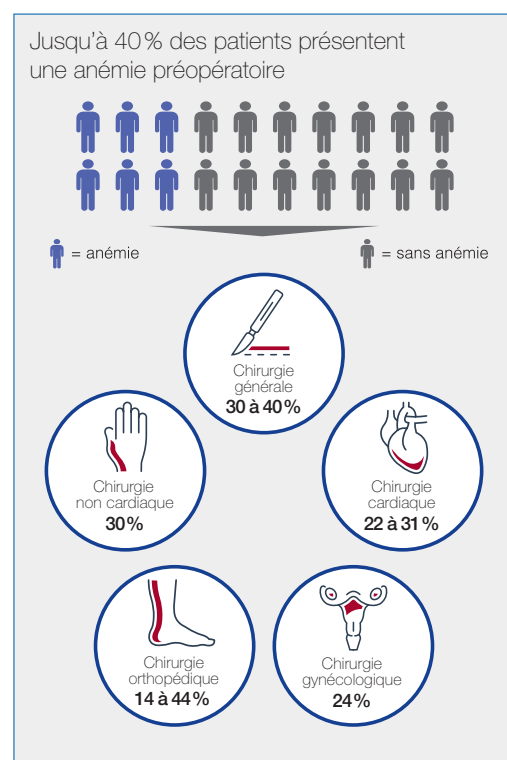 Jusqu'à 40% des patients présentent
une anémie préopératoire
= anémie
= sans anémie
Chirurgie
générale
30 à 40%
Chirurgie
non cardiaque
30%
Chirurgie
cardiaque
22 à 31%
Chirurgie
orthopédique
14 à 44%
Chirurgie
gynécologique
24%